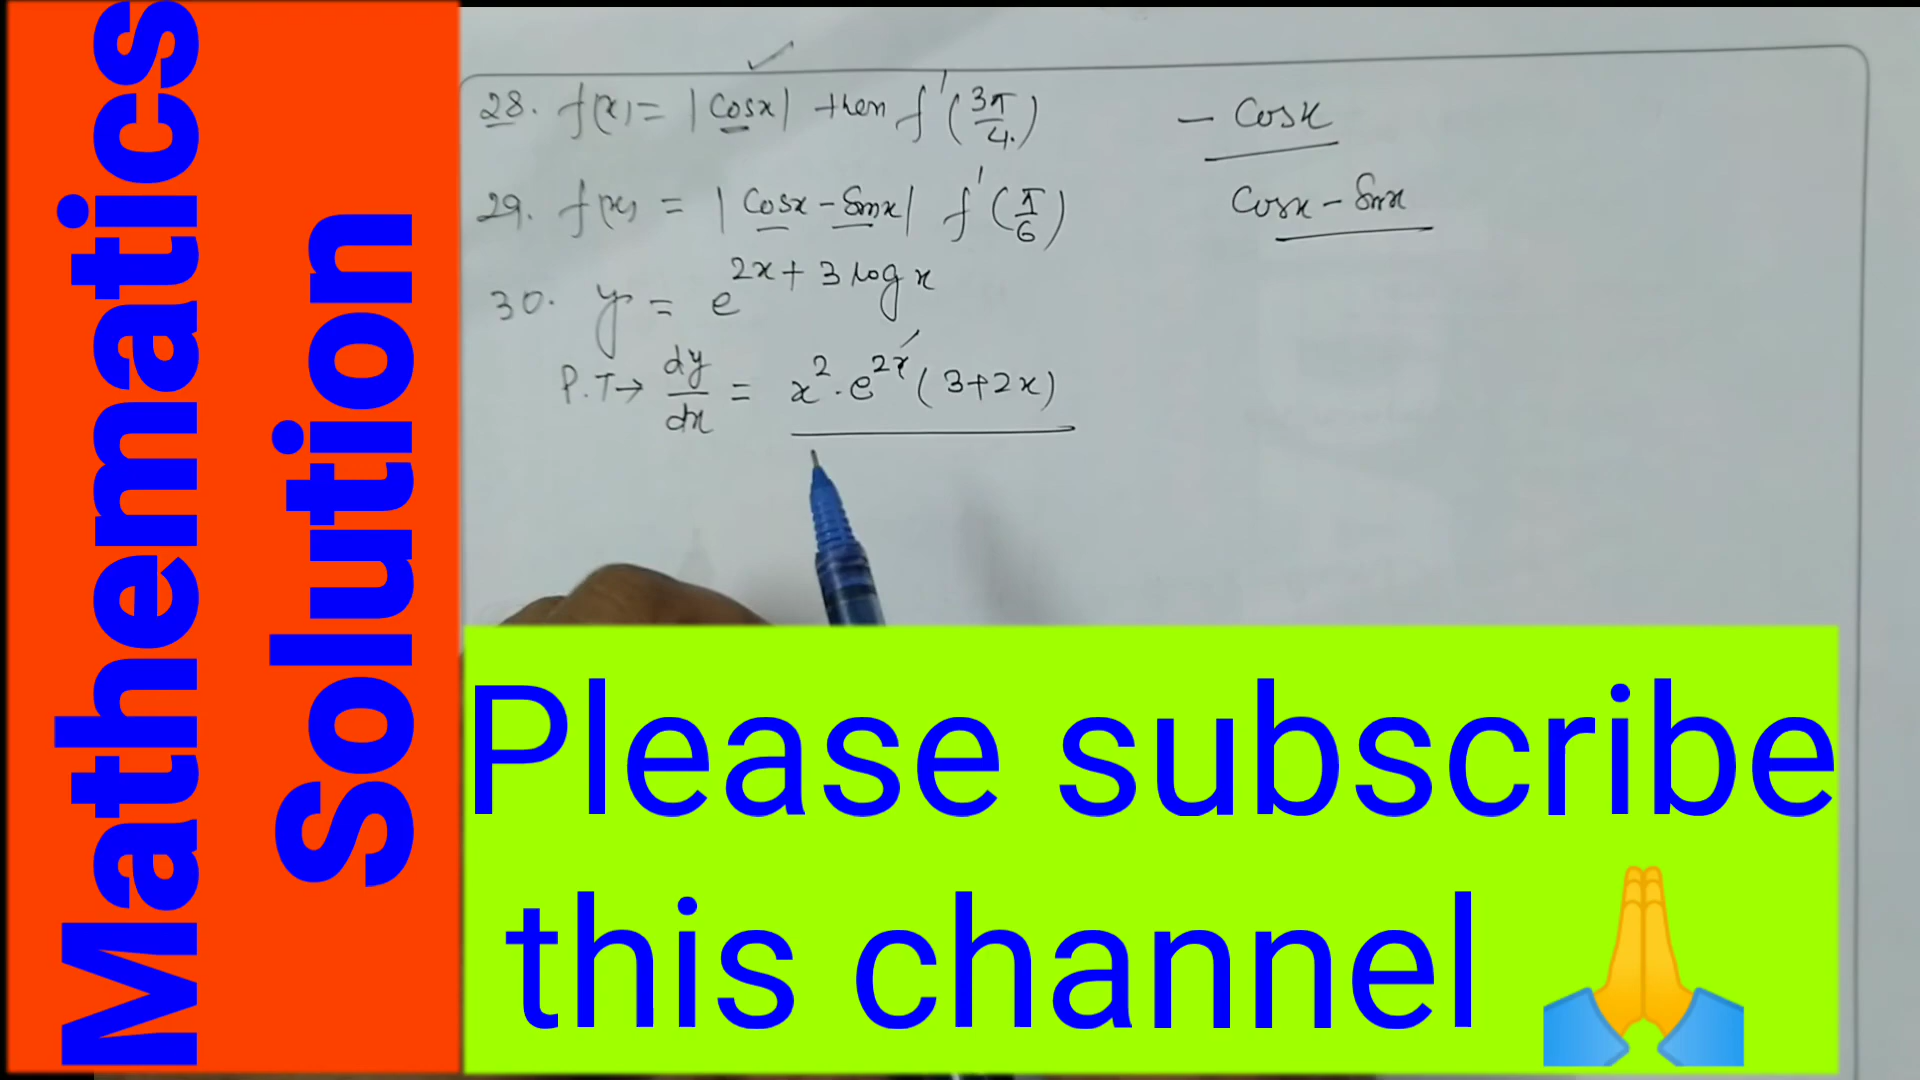 Mathematics
Solution
28. f(x) = |Cosx| then f'(3π/4.)
- Cosx
29. f(x) = |Cosx - Sinx| f'(π/6)
Cosx - Sinx
30. y = e^2x + 3 log x
P.T → dy/dx = x^2 . e^2x (3+2x)
Please subscribe
this channel 🙏